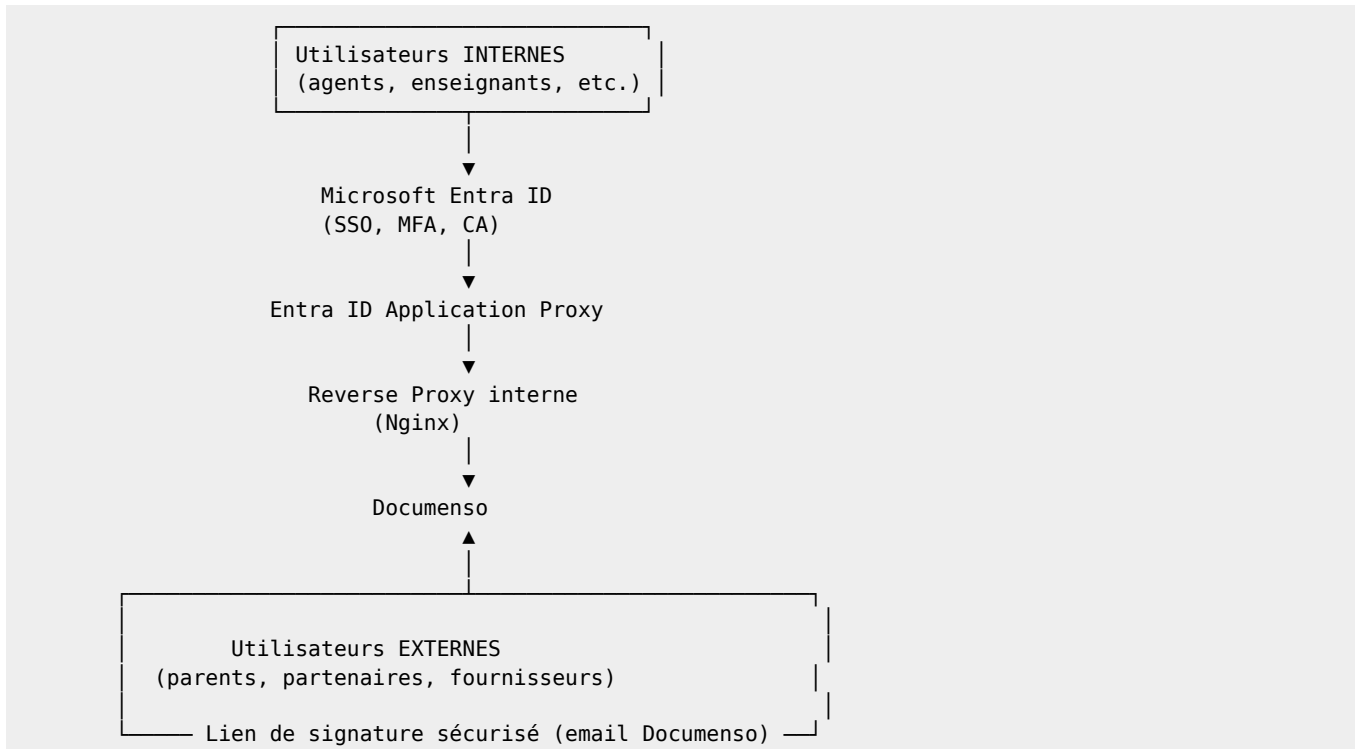 Utilisateurs INTERNES
(agents, enseignants, etc.)
Microsoft Entra ID
(SSO, MFA, CA)
Entra ID Application Proxy
Reverse Proxy interne
(Nginx)
Documenso
Utilisateurs EXTERNES
(parents, partenaires, fournisseurs)
Lien de signature sécurisé (email Documenso)